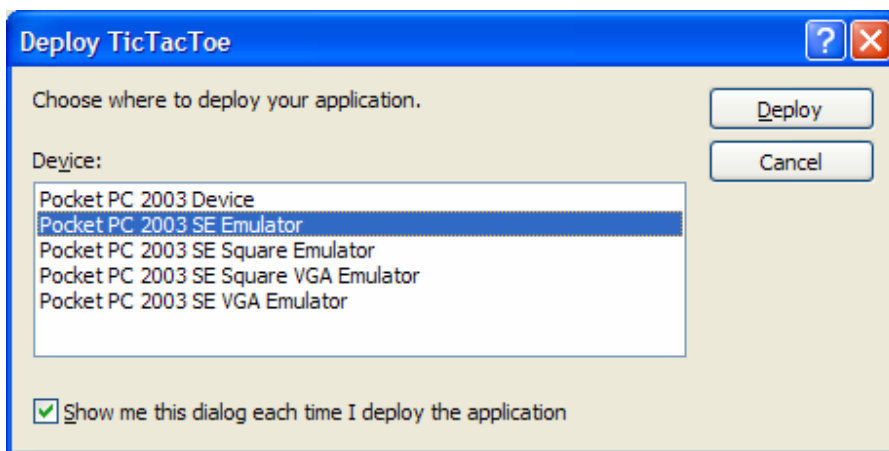 Deploy TicTacToe
Choose where to deploy your application.
Deploy
Device:
Cancel
Pocket PC 2003 Device
Pocket PC 2003 SE Emulator
Pocket PC 2003 SE Square Emulator
Pocket PC 2003 SE Square VGA Emulator
Pocket PC 2003 SE VGA Emulator
Show me this dialog each time I deploy the application